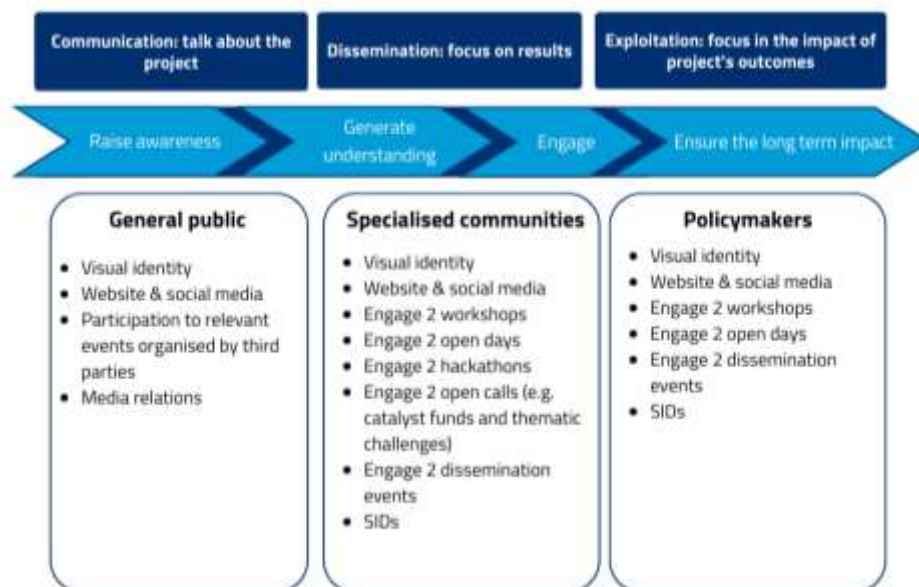 Communication: talk about the
project
Dissemination: focus on results
Exploitation: focus in the impact of
project's outcomes
Raise awareness
Generate
understanding
Engage
Ensure the long term impact
General public
• Visual identity
• Website & social media
• Participation to relevant
events organised by third
parties
• Media relations
Specialised communities
• Visual identity
• Website & social media
• Engage 2 workshops
• Engage 2 open days
• Engage 2 hackathons
• Engage 2 open calls (e.g.
catalyst funds and thematic
challenges)
• Engage 2 dissemination
events
• SIDs
Policymakers
• Visual identity
• Website & social media
• Engage 2 workshops
• Engage 2 open days
• Engage 2 dissemination
events
• SIDs